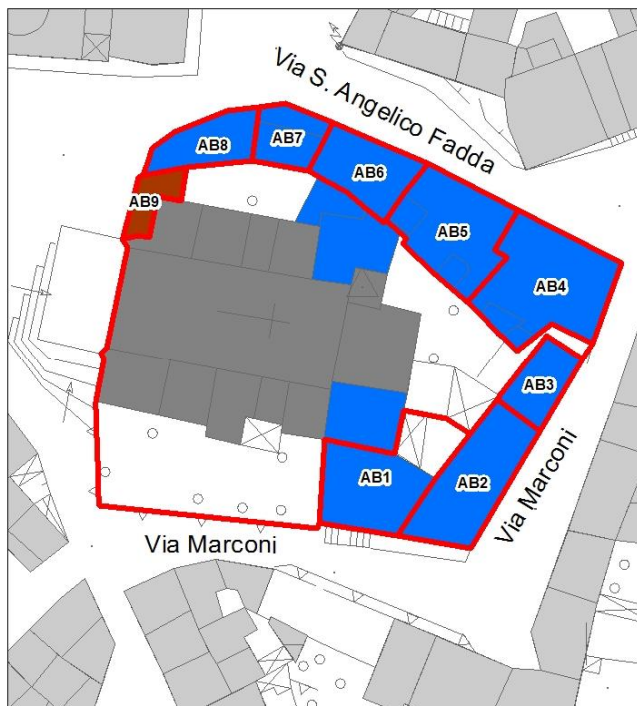 Via S. Angelico Fadda
AB7
AB8
AB6
AB9
AB5
AB4
AB3
AB1
AB2
Via Marconi
Via Marconi